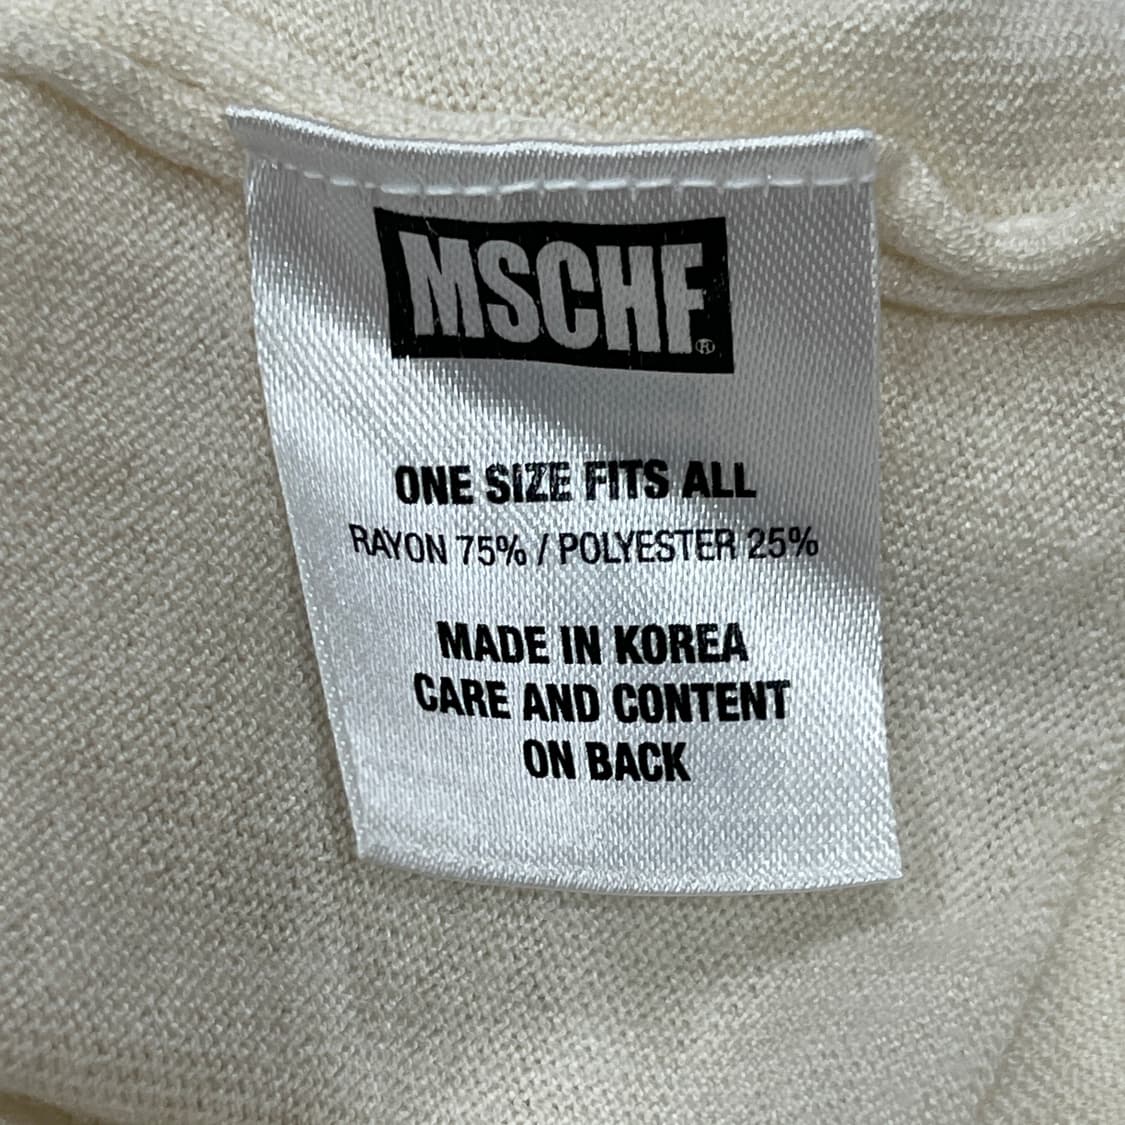 MSCHF®
ONE SIZE FITS ALL
RAYON 75% / POLYESTER 25%
MADE IN KOREA
CARE AND CONTENT
ON BACK